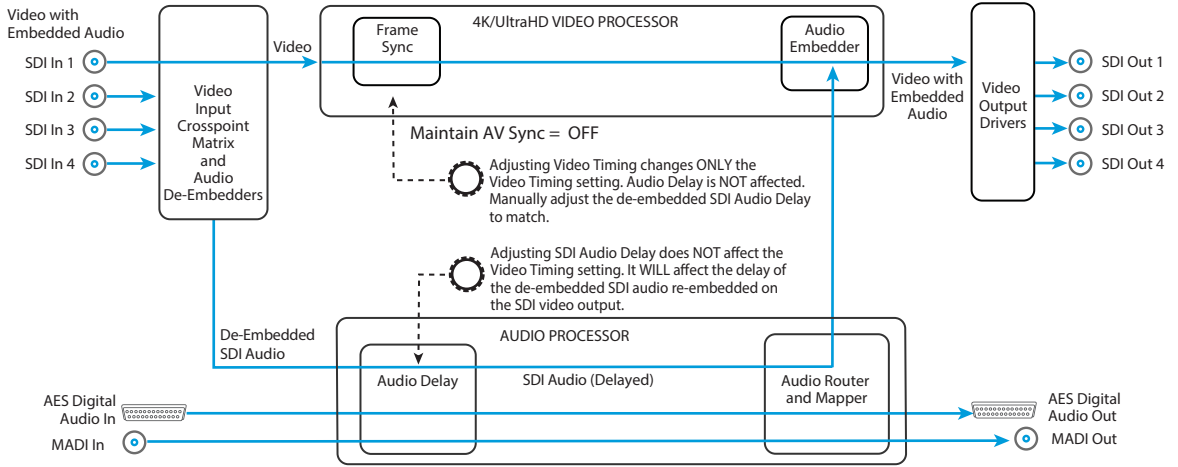 Video with
Embedded Audio
SDI In 1
SDI In 2
SDI In 3
SDI In 4
Video
Input
Crosspoint
Matrix
and
Audio
De-Embedders
Video
4K/UltraHD VIDEO PROCESSOR
Frame
Sync
Audio
Embedder
Video with
Embedded
Audio
Video
Output
Drivers
SDI Out 1
SDI Out 2
SDI Out 3
SDI Out 4
Maintain AV Sync = OFF
Adjusting Video Timing changes ONLY the
Video Timing setting. Audio Delay is NOT affected.
Manually adjust the de-embedded SDI Audio Delay
to match.
Adjusting SDI Audio Delay does NOT affect the
Video Timing setting. It WILL affect the delay of
the de-embedded SDI audio re-embedded on
the SDI video output.
De-Embedded
SDI Audio
AUDIO PROCESSOR
Audio Delay
SDI Audio (Delayed)
Audio Router
and Mapper
AES Digital
Audio In
MADI In
AES Digital
Audio Out
MADI Out